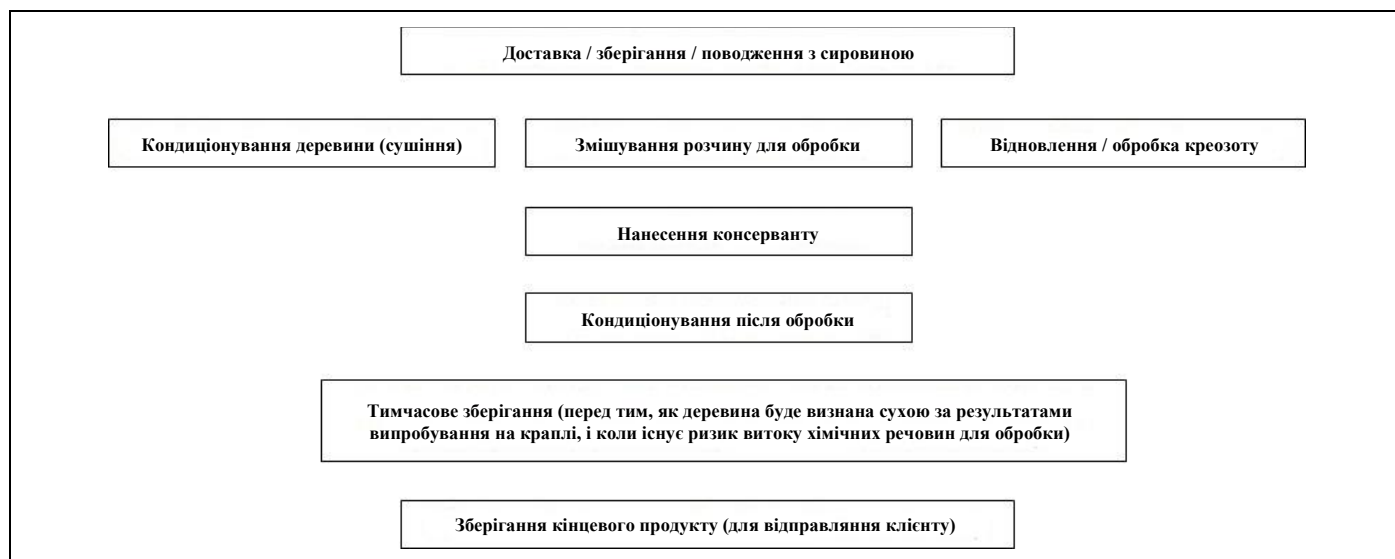 Доставка / зберігання / поводження з сировиною
Кондиціонування деревини (сушіння)
Змішування розчину для обробки
Відновлення / обробка креозоту
Нанесення консерванту
Кондиціонування після обробки
Тимчасове зберігання (перед тим, як деревина буде визнана сухою за результатами
випробування на краплі, і коли існує ризик витоку хімічних речовин для обробки)
Зберігання кінцевого продукту (для відправляння клієнту)